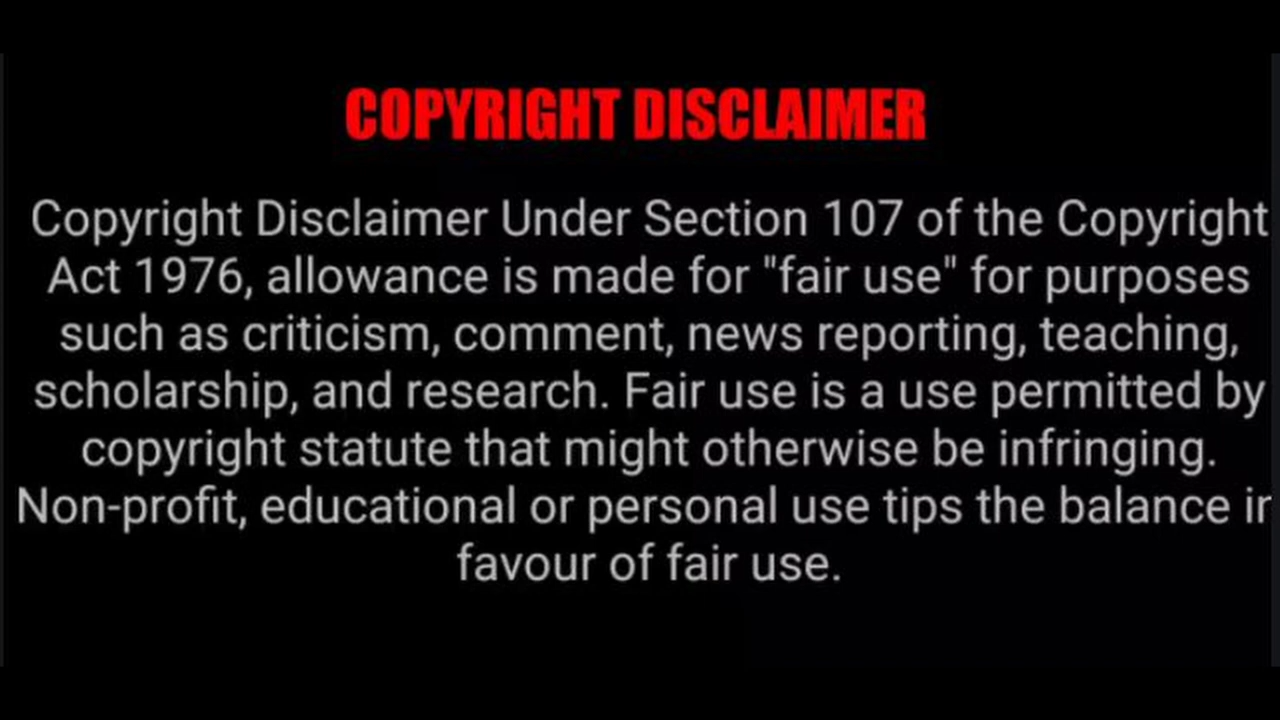 COPYRIGHT DISCLAIMER
Copyright Disclaimer Under Section 107 of the Copyright
Act 1976, allowance is made for "fair use" for purposes
such as criticism, comment, news reporting, teaching,
scholarship, and research. Fair use is a use permitted by
copyright statute that might otherwise be infringing.
Non-profit, educational or personal use tips the balance in
favour of fair use.